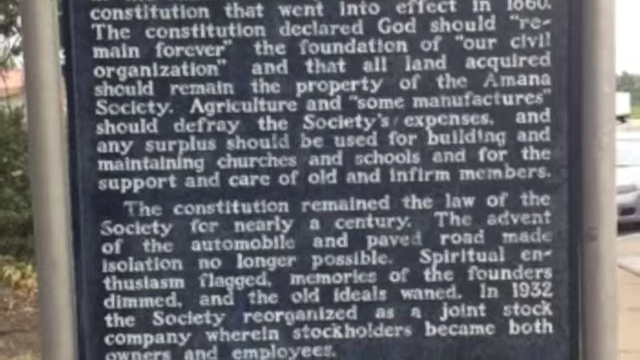 constitution that went into effect in 1860.
The constitution declared God should "re-
main forever" the foundation of "our civil
organization" and that all land acquired
should remain the property of the Amana
Society. Agriculture and "some manufactures"
should defray the Society's expenses, and
any surplus should be used for building and
maintaining churches and schools and for the
support and care of old and infirm members.
The constitution remained the law of the
Society for nearly a century. The advent
of the automobile and paved road made
isolation no longer possible. Spiritual en-
thusiasm flagged, memories of the founders
dimmed, and the old ideals waned. In 1932
the Society reorganized as a joint stock
company wherein stockholders became both
owners and employees.